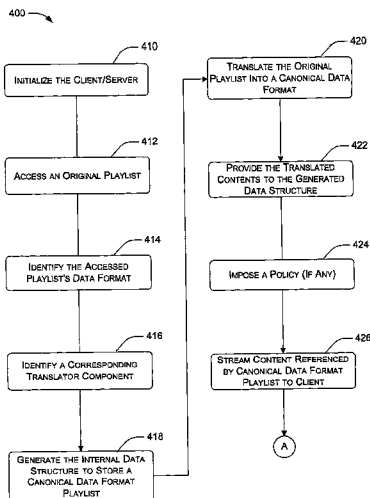 400
410
INITIALIZE THE CLIENT/SERVER
412
ACCESS AN ORIGINAL PLAYLIST
414
IDENTIFY THE ACCESSED
PLAYLIST'S DATA FORMAT
416
IDENTIFY A CORRESPONDING
TRANSLATOR COMPONENT
418
GENERATE THE INTERNAL DATA
STRUCTURE TO STORE A
CANONICAL DATA FORMAT
PLAYLIST
420
TRANSLATE THE ORIGINAL
PLAYLIST INTO A CANONICAL DATA
FORMAT
422
PROVIDE THE TRANSLATED
CONTENTS TO THE GENERATED
DATA STRUCTURE
424
IMPOSE A POLICY (IF ANY)
426
STREAM CONTENT REFERENCED
BY CANONICAL DATA FORMAT
PLAYLIST TO CLIENT
A